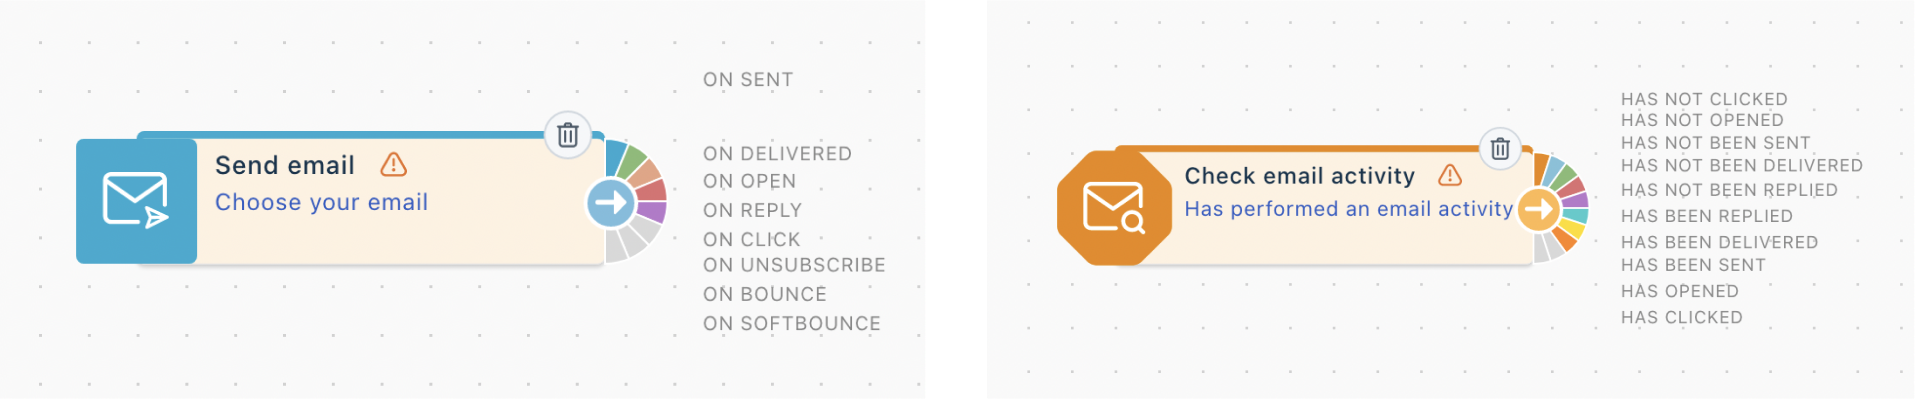 Send email
Choose your email
ON SENT
ON DELIVERED
ON OPEN
ON REPLY
ON CLICK
ON UNSUBSCRIBE
ON BOUNCE
ON SOFTBOUNCE
Check email activity
Has performed an email activity
HAS NOT CLICKED
HAS NOT OPENED
HAS NOT BEEN SENT
HAS NOT BEEN DELIVERED
HAS NOT BEEN REPLIED
HAS BEEN REPLIED
HAS BEEN DELIVERED
HAS BEEN SENT
HAS OPENED
HAS CLICKED